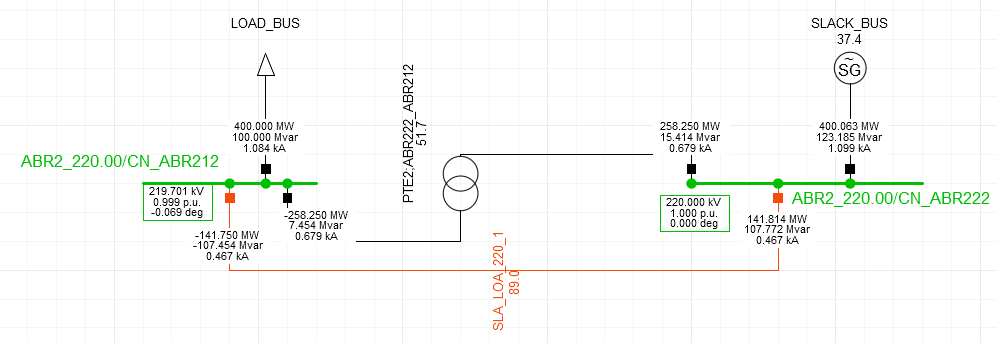 LOAD_BUS
SLACK_BUS
37.4
~
SG
PTE2;ABR222_ABR212
51.7
400.000 MW
100.000 Mvar
1.084 kA
258.250 MW
15.414 Mvar
0.679 kA
400.063 MW
123.185 Mvar
1.099 kA
ABR2_220.00/CN_ABR212
219.701 kV
0.999 p.u.
-0.069 deg
220.000 kV
1.000 p.u.
0.000 deg
ABR2_220.00/CN_ABR222
-258.250 MW
7.454 Mvar
0.679 kA
-141.750 MW
-107.454 Mvar
0.467 kA
141.814 MW
107.772 Mvar
0.467 kA
SLA_LOA_220_1
89.0